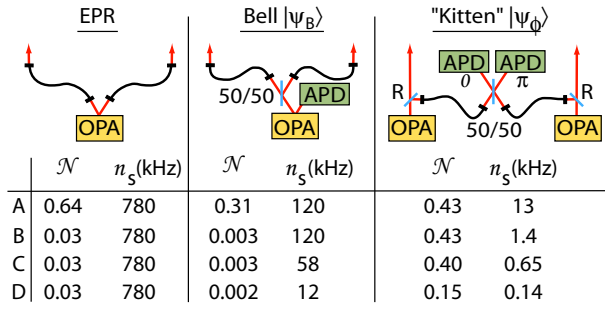 EPR
Bell |ψB⟩
"Kitten" |ψϕ⟩
APD APD
0 π
50/50 APD
R R
OPA OPA OPA 50/50 OPA
𝒩 ns(kHz) 𝒩 ns(kHz) 𝒩 ns(kHz)
A 0.64 780 0.31 120 0.43 13
B 0.03 780 0.003 120 0.43 1.4
C 0.03 780 0.003 58 0.40 0.65
D 0.03 780 0.002 12 0.15 0.14